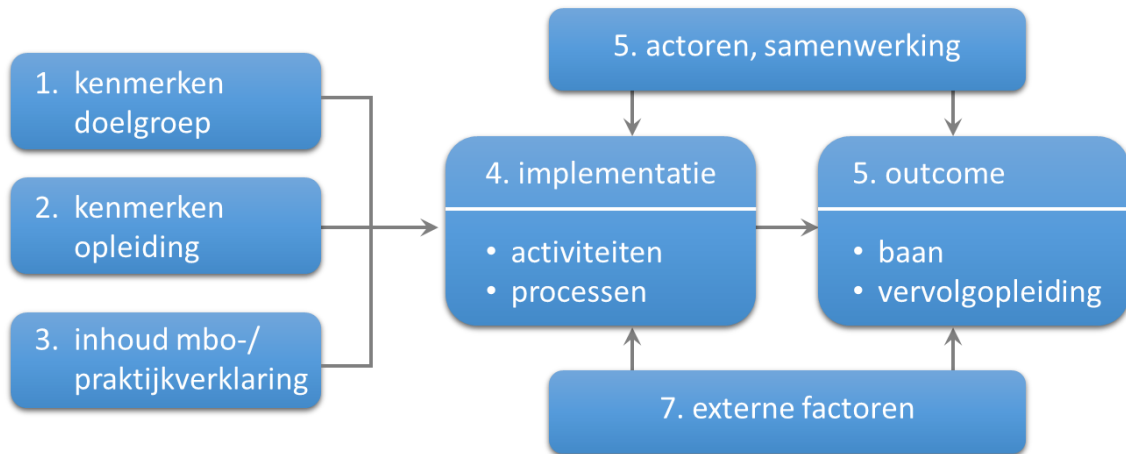 1. kenmerken
doelgroep
2. kenmerken
opleiding
3. inhoud mbo-/
praktijkverklaring
5. actoren, samenwerking
4. implementatie
• activiteiten
• processen
5. outcome
• baan
• vervolgopleiding
7. externe factoren